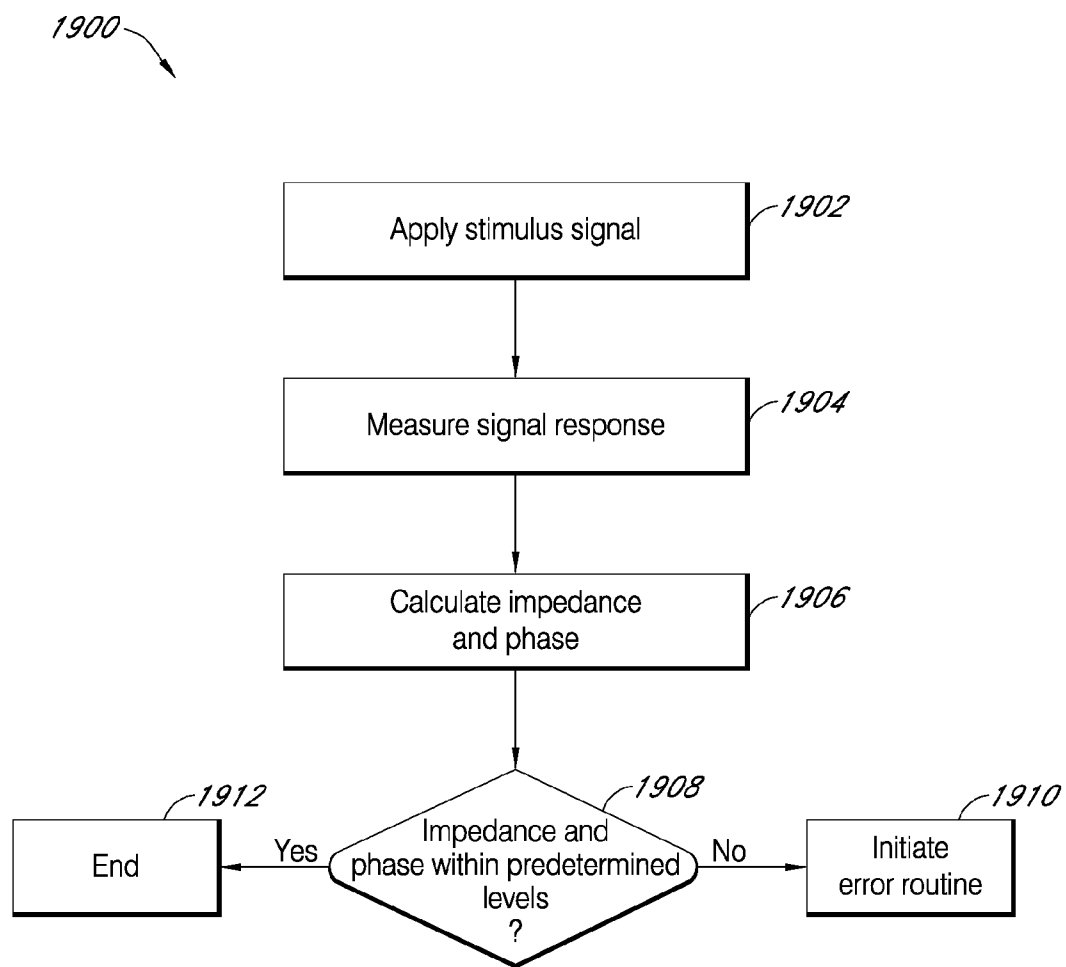 1900
Apply stimulus signal
1902
Measure signal response
1904
Calculate impedance
and phase
1906
1908
Impedance and
phase within predetermined
levels
?
Yes
1912
End
No
1910
Initiate
error routine